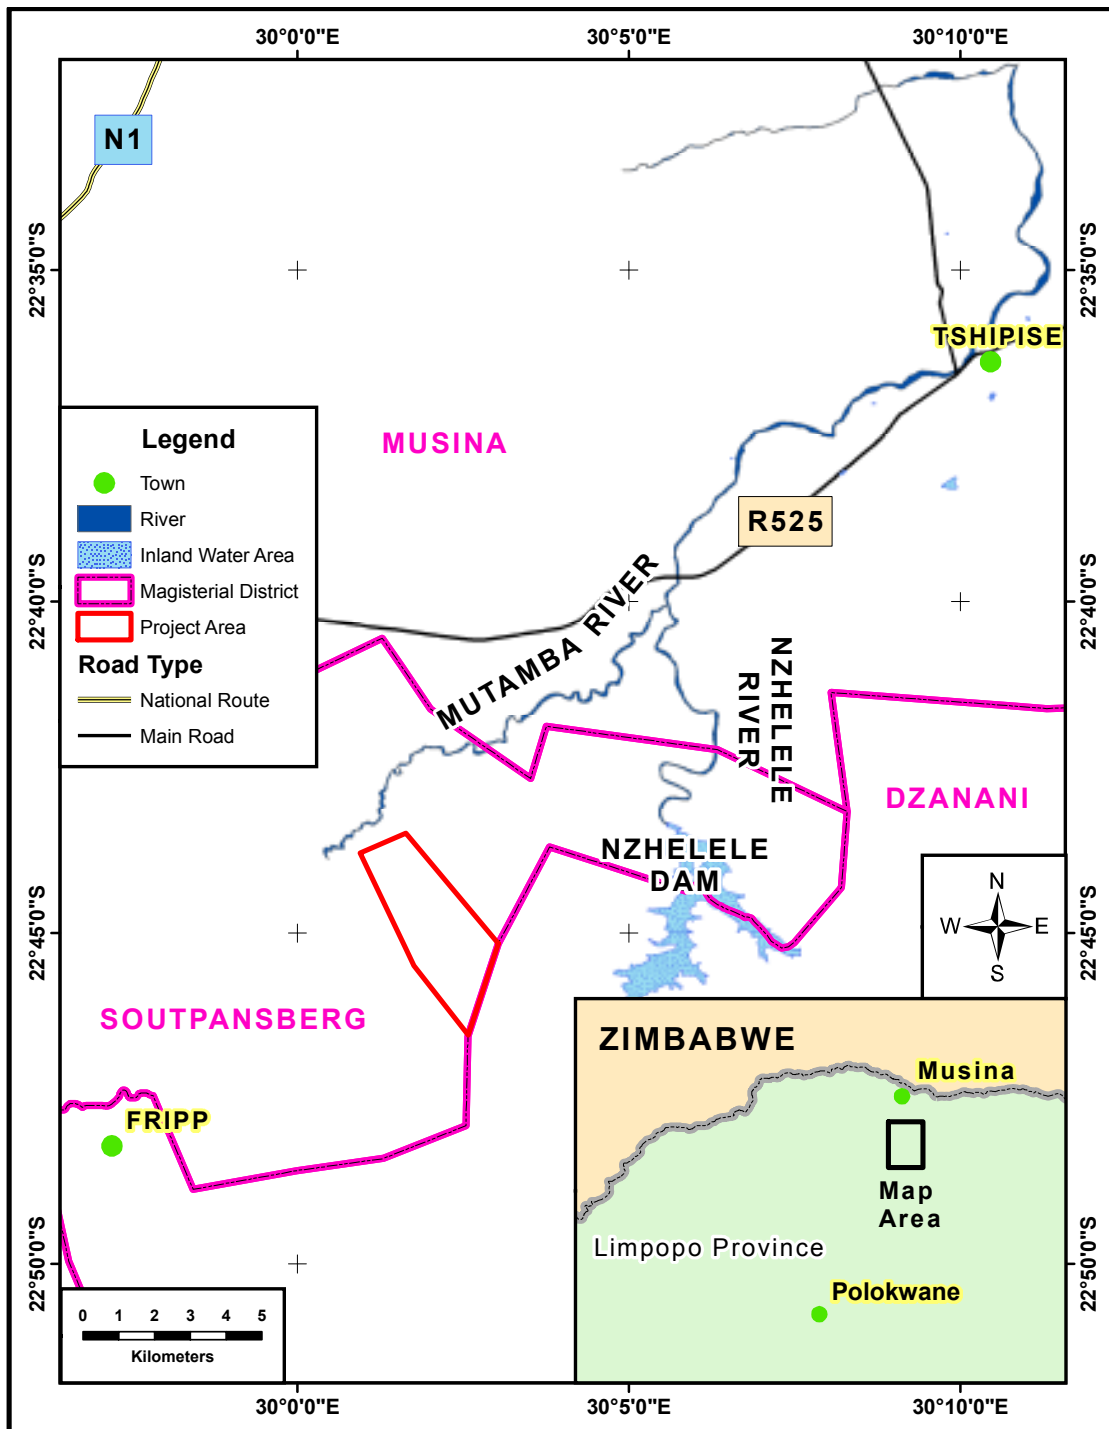 30°0'0"E
30°5'0"E
30°10'0"E
N1
22°35'0"S
22°35'0"S
TSHIPISE
MUSINA
Legend
Town
River
Inland Water Area
Magisterial District
Project Area
Road Type
National Route
Main Road
R525
22°40'0"S
22°40'0"S
MUTAMBA RIVER
NZHELELE
RIVER
DZANANI
NZHELELE
DAM
N
W
E
S
22°45'0"S
22°45'0"S
SOUTPANSBERG
FRIPP
ZIMBABWE
Musina
Map
Area
Limpopo Province
Polokwane
22°50'0"S
22°50'0"S
0 1 2 3 4 5
Kilometers
30°0'0"E
30°5'0"E
30°10'0"E